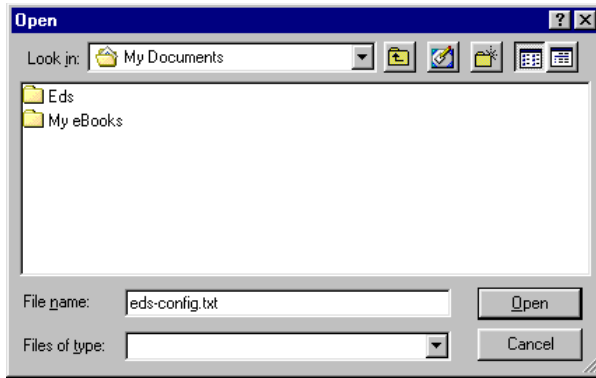 Open
Look in: My Documents
Eds
My eBooks
File name: eds-config.txt Open
Files of type: Cancel